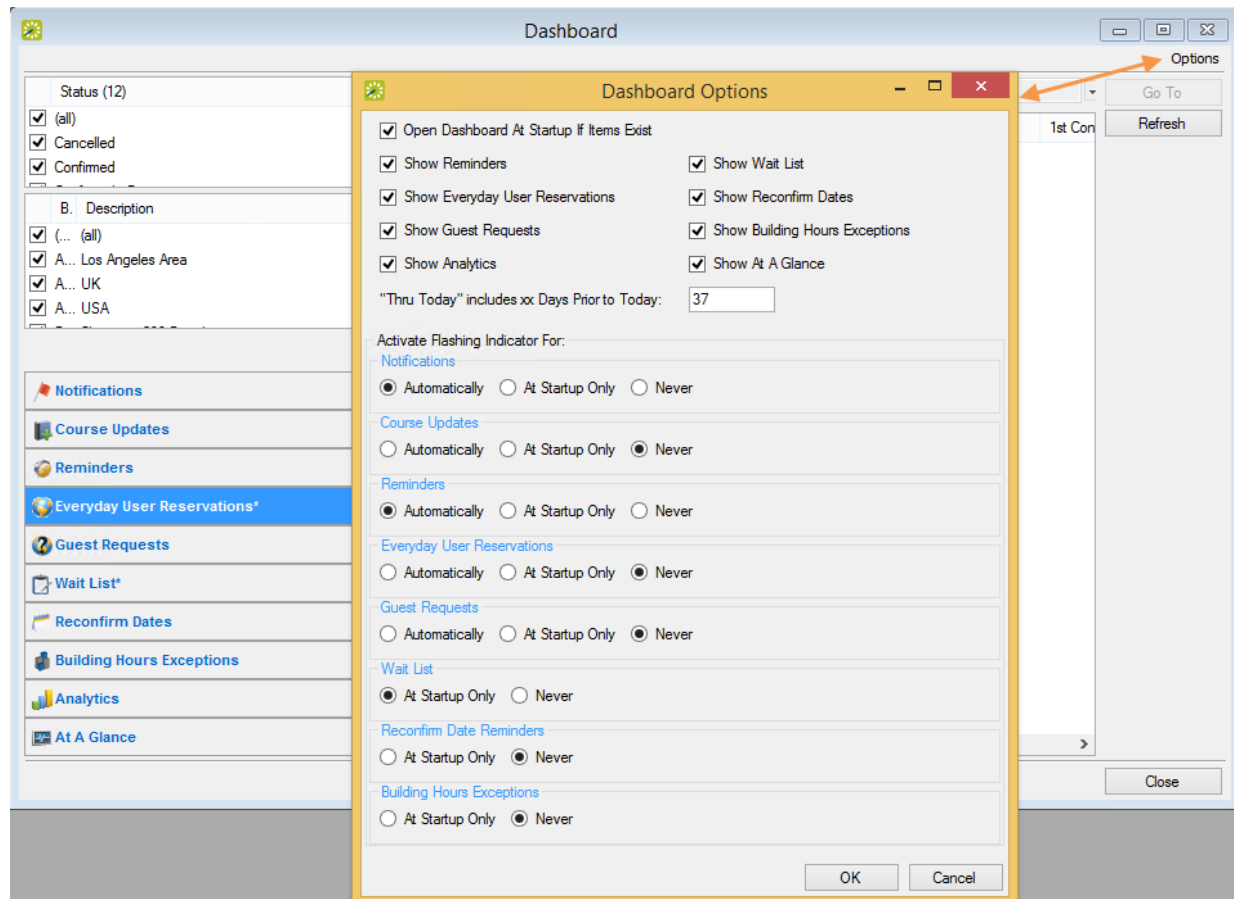 Dashboard
Options
Status (12)
(all)
Cancelled
Confirmed
B. Description
(... (all)
A... Los Angeles Area
A... UK
A... USA
Notifications
Course Updates
Reminders
Everyday User Reservations*
Guest Requests
Wait List*
Reconfirm Dates
Building Hours Exceptions
Analytics
At A Glance
Dashboard Options
Open Dashboard At Startup If Items Exist
Show Reminders Show Wait List
Show Everyday User Reservations Show Reconfirm Dates
Show Guest Requests Show Building Hours Exceptions
Show Analytics Show At A Glance
"Thru Today" includes xx Days Prior to Today: 37
Activate Flashing Indicator For:
Notifications
Automatically At Startup Only Never
Course Updates
Automatically At Startup Only Never
Reminders
Automatically At Startup Only Never
Everyday User Reservations
Automatically At Startup Only Never
Guest Requests
Automatically At Startup Only Never
Wait List
At Startup Only Never
Reconfirm Date Reminders
At Startup Only Never
Building Hours Exceptions
At Startup Only Never
OK Cancel
Go To
1st Con Refresh
Close